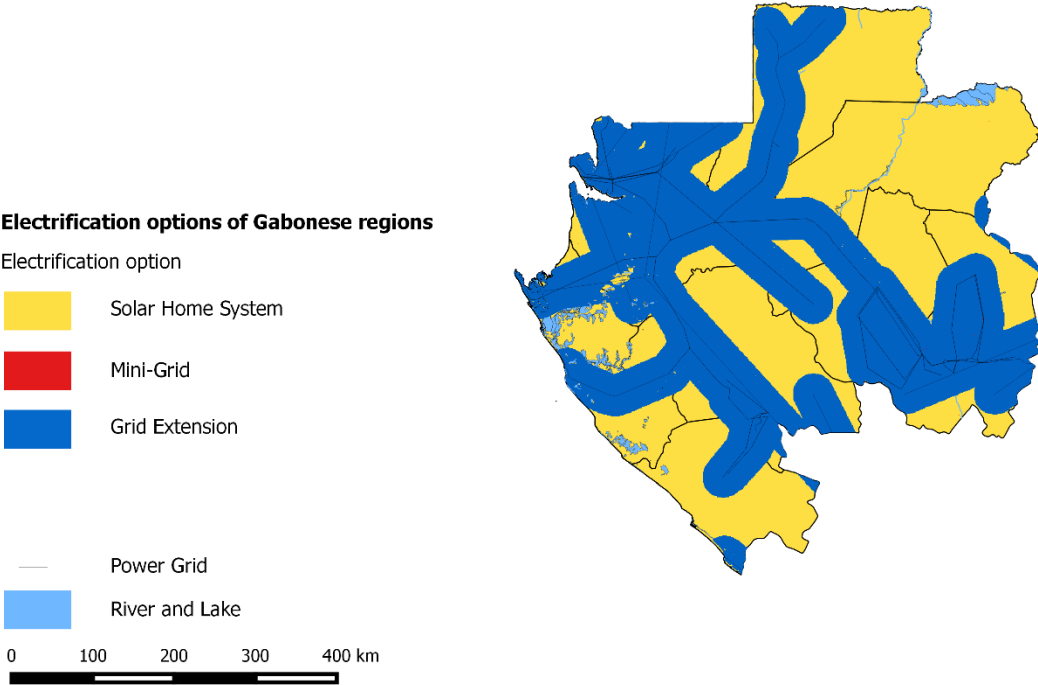 Electrification options of Gabonese regions
Electrification option
Solar Home System
Mini-Grid
Grid Extension
Power Grid
River and Lake
0 100 200 300 400 km